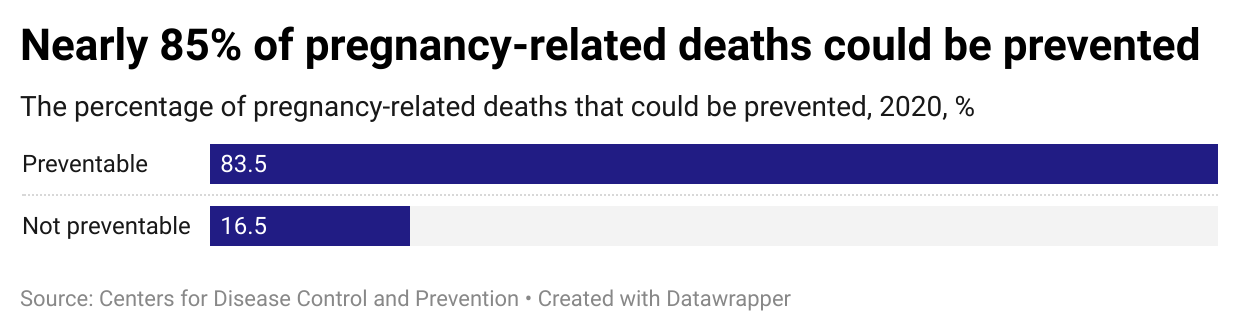 Nearly 85% of pregnancy-related deaths could be prevented
The percentage of pregnancy-related deaths that could be prevented, 2020, %
Preventable 83.5
Not preventable 16.5
Source: Centers for Disease Control and Prevention • Created with Datawrapper